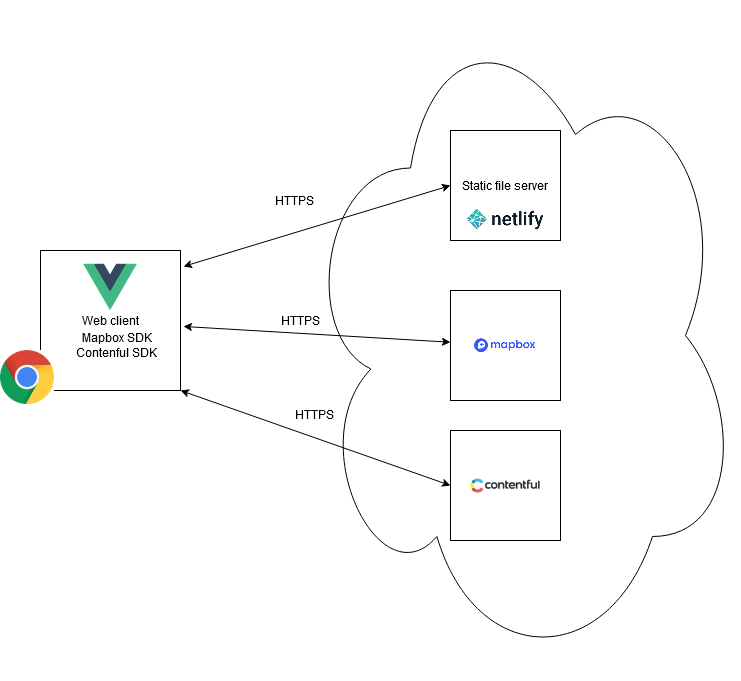 HTTPS
Static file server
netlify
Web client
Mapbox SDK
Contenful SDK
HTTPS
mapbox
HTTPS
contentful